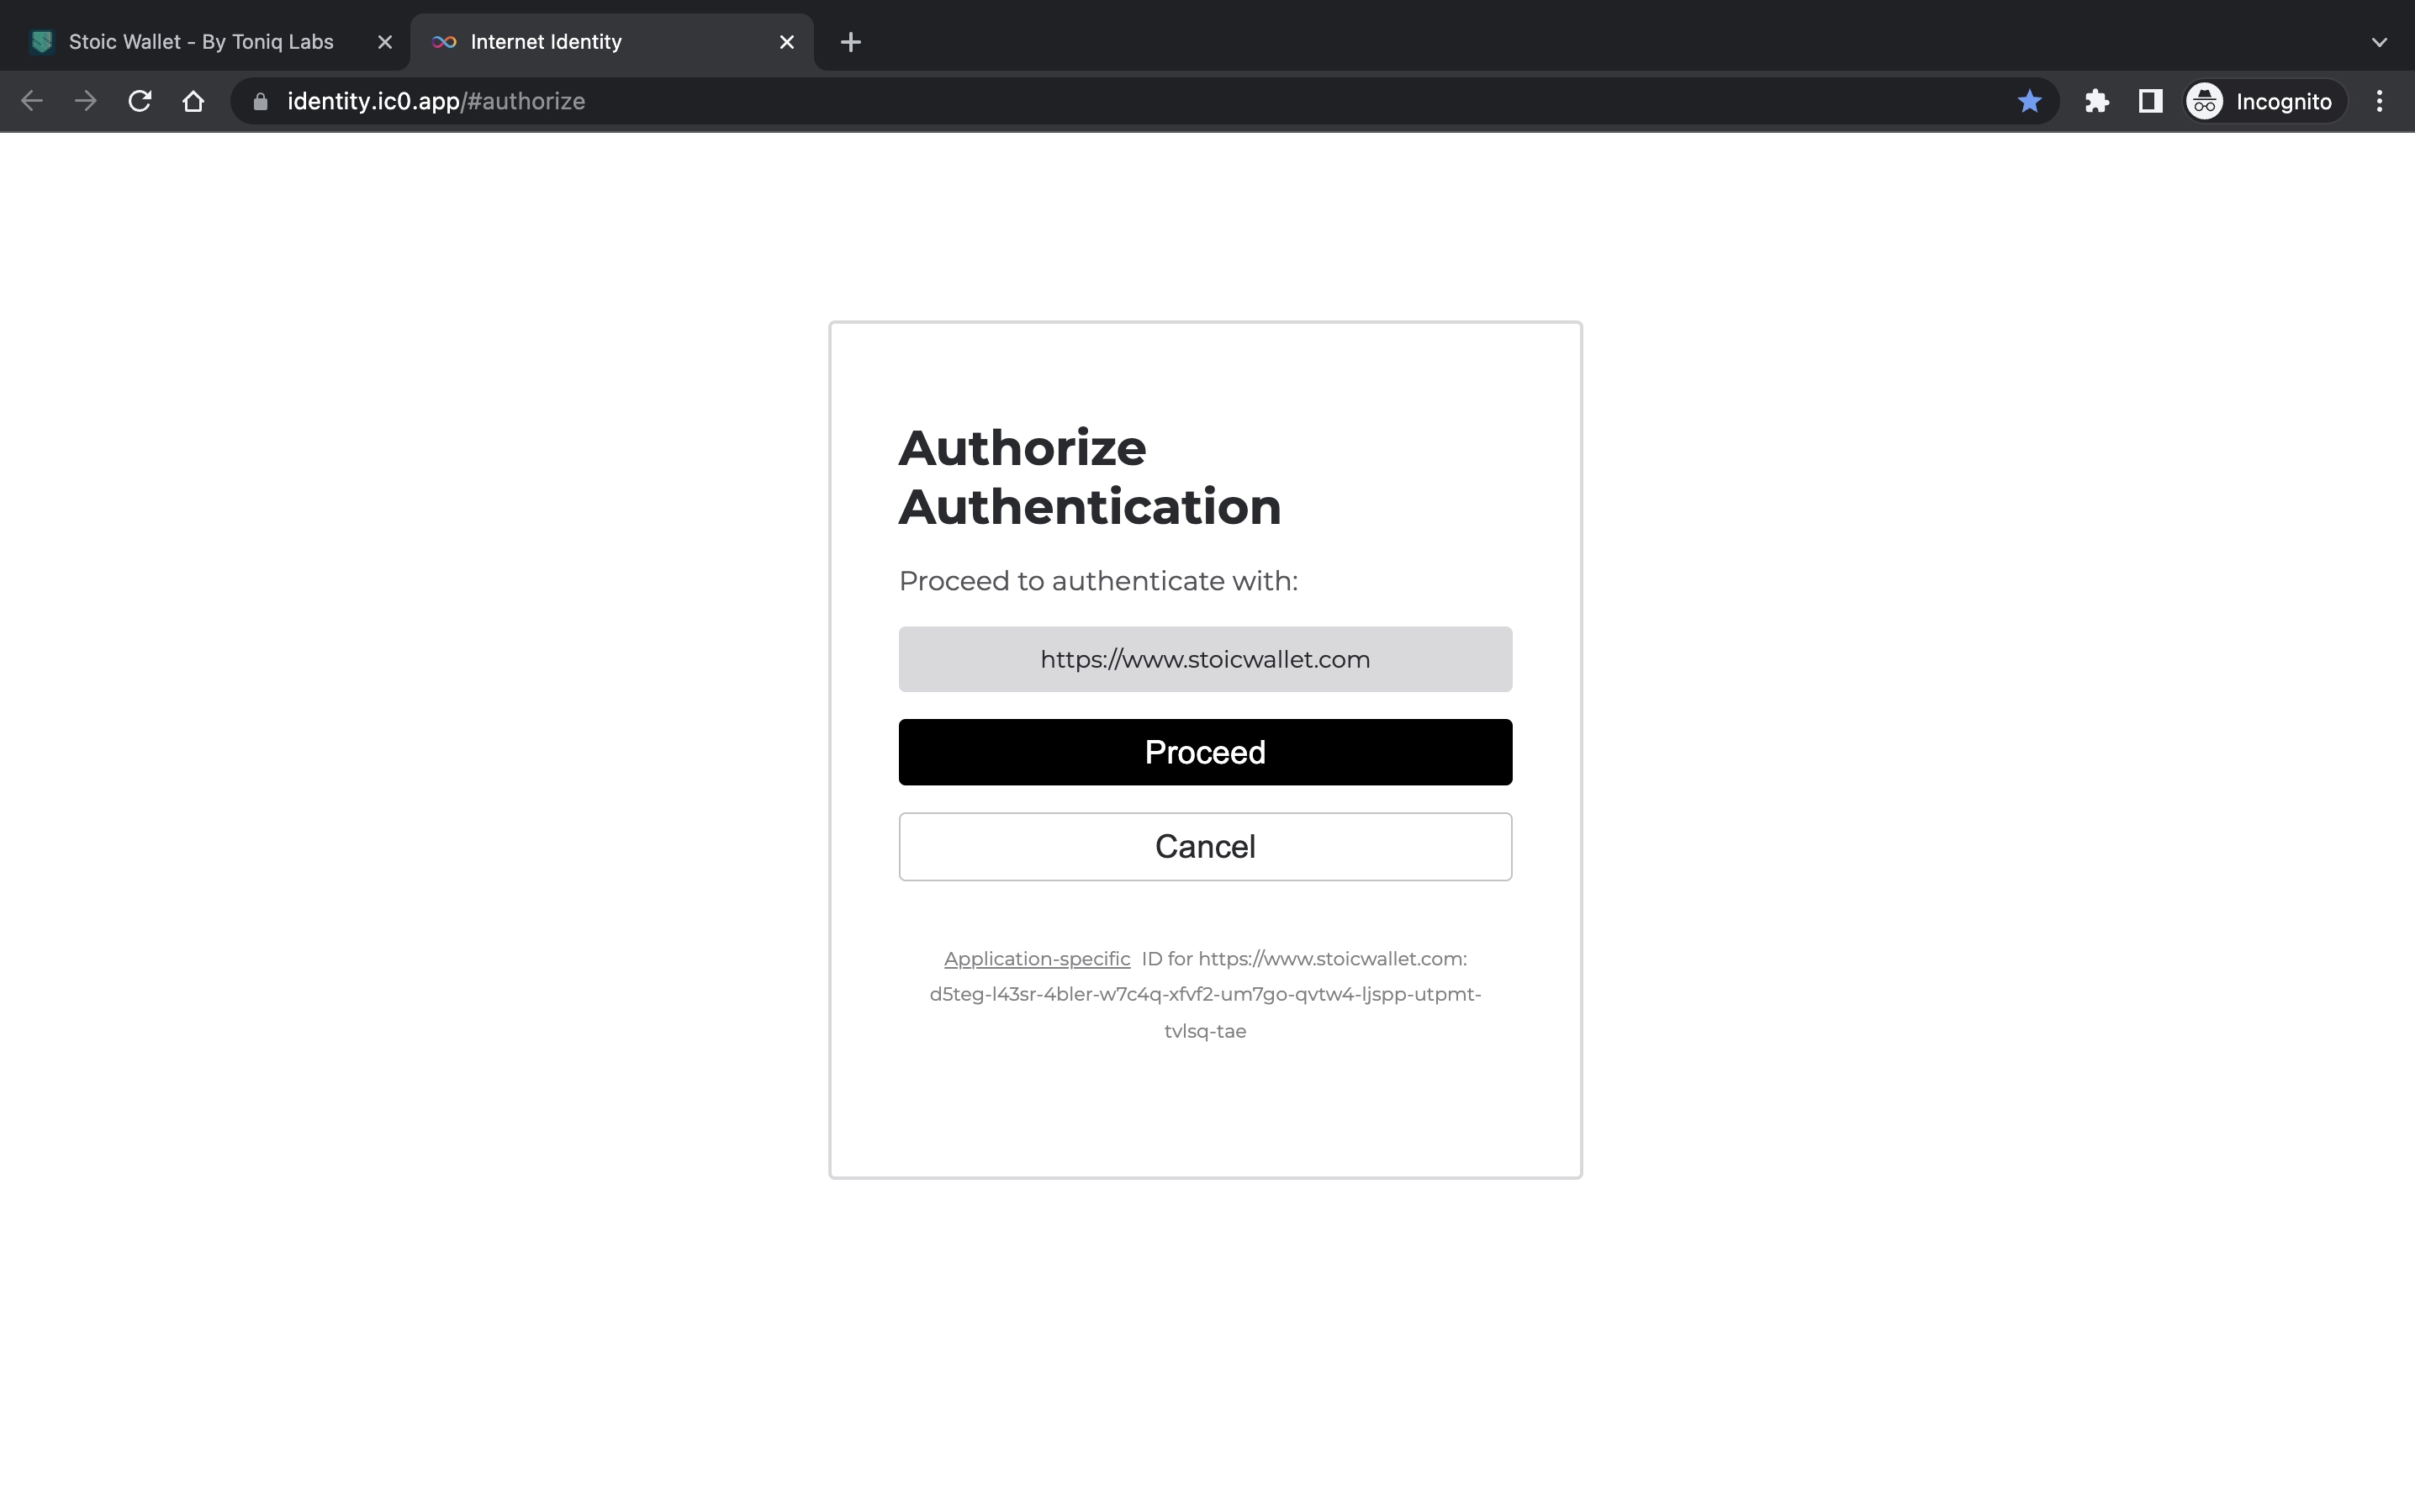 Stoic Wallet - By Toniq Labs
Internet Identity
identity.ic0.app/#authorize
Incognito
Authorize
Authentication
Proceed to authenticate with:
https://www.stoicwallet.com
Proceed
Cancel
Application-specific ID for https://www.stoicwallet.com:
d5teg-l43sr-4bler-w7c4q-xfvf2-um7go-qvtw4-ljspp-utpmt-
tvlsq-tae